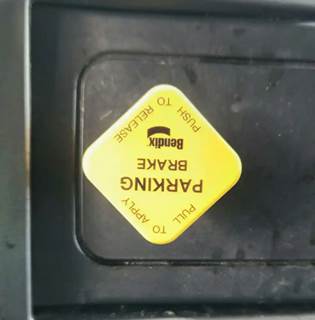 PULL TO APPLY
PARKING
BRAKE
Bendix
PUSH TO RELEASE